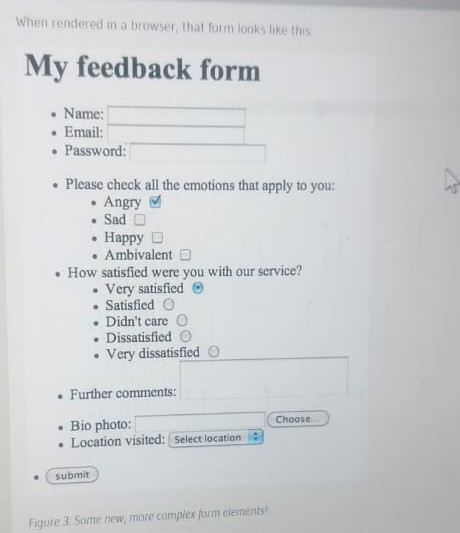 When rendered in a browser, that form looks like this:
My feedback form
• Name:
• Email:
• Password:
• Please check all the emotions that apply to you:
• Angry
• Sad
• Happy
• Ambivalent
• How satisfied were you with our service?
• Very satisfied
• Satisfied
• Didn't care
• Dissatisfied
• Very dissatisfied
• Further comments:
• Bio photo: Choose...
• Location visited: Select location
• submit
Figure 3: Some new, more complex form elements!